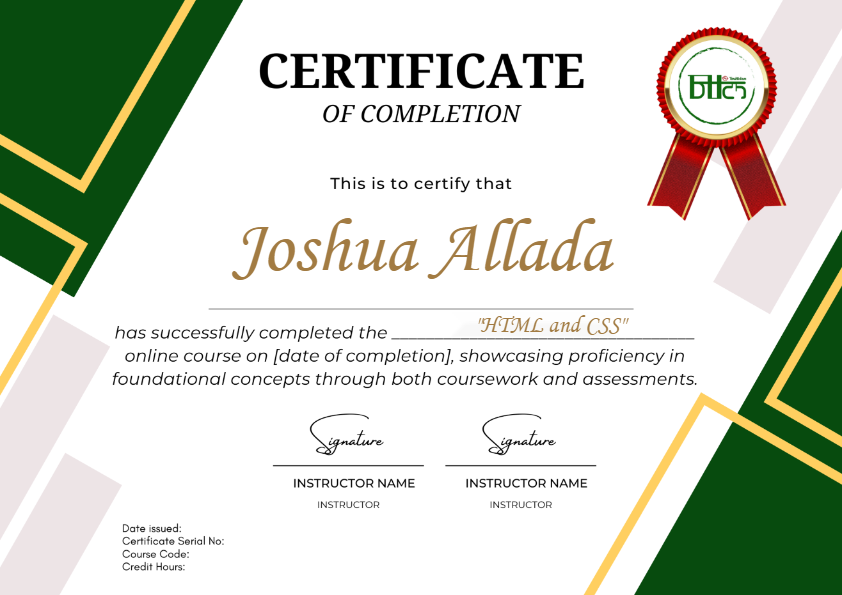 CERTIFICATE
OF COMPLETION
This is to certify that
Joshua Allada
"HTML and CSS"
has successfully completed the ______________________________
online course on [date of completion], showcasing proficiency in
foundational concepts through both coursework and assessments.
Signature Signature
INSTRUCTOR NAME INSTRUCTOR NAME
INSTRUCTOR INSTRUCTOR
Date issued:
Certificate Serial No:
Course Code:
Credit Hours: